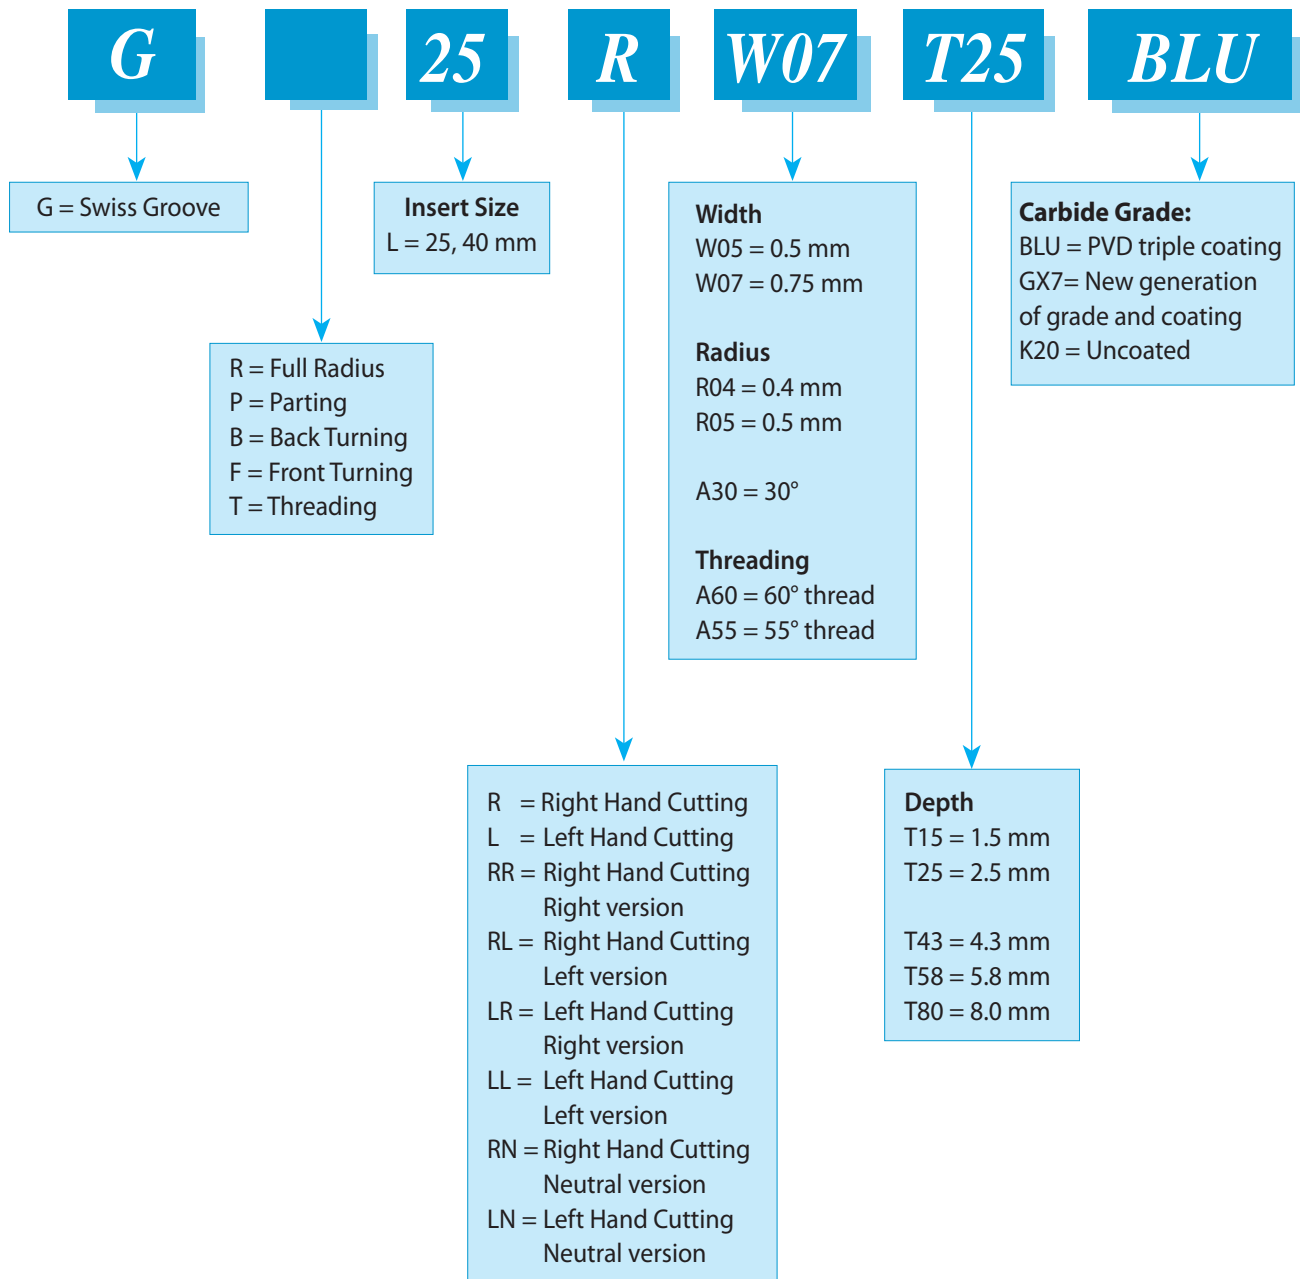 G 25 R W07 T25 BLU
G = Swiss Groove
R = Full Radius
P = Parting
B = Back Turning
F = Front Turning
T = Threading
Insert Size
L = 25, 40 mm
R = Right Hand Cutting
L = Left Hand Cutting
RR = Right Hand Cutting
Right version
RL = Right Hand Cutting
Left version
LR = Left Hand Cutting
Right version
LL = Left Hand Cutting
Left version
RN = Right Hand Cutting
Neutral version
LN = Left Hand Cutting
Neutral version
Width
W05 = 0.5 mm
W07 = 0.75 mm
Radius
R04 = 0.4 mm
R05 = 0.5 mm
A30 = 30°
Threading
A60 = 60° thread
A55 = 55° thread
Depth
T15 = 1.5 mm
T25 = 2.5 mm
T43 = 4.3 mm
T58 = 5.8 mm
T80 = 8.0 mm
Carbide Grade:
BLU = PVD triple coating
GX7= New generation
of grade and coating
K20 = Uncoated